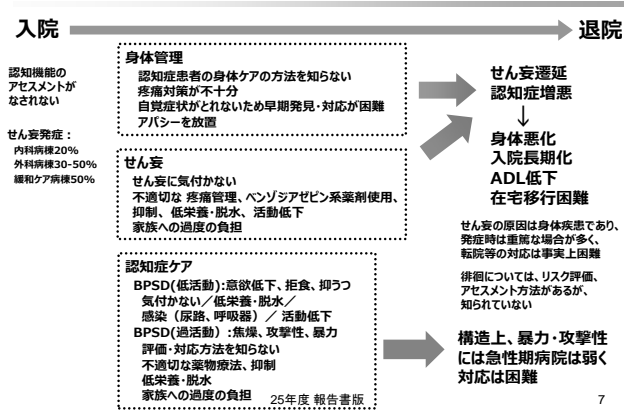 入院
退院
認知機能の
アセスメントが
なされない
せん妄発症：
内科病棟20%
外科病棟30-50%
緩和ケア病棟50%
身体管理
認知症患者の身体ケアの方法を知らない
疼痛対策が不十分
自覚症状がとれないため早期発見・対応が困難
アパシーを放置
せん妄
せん妄に気付かない
不適切な 疼痛管理、ベンゾジアゼピン系薬剤使用、
抑制、低栄養・脱水、活動低下
家族への過度の負担
認知症ケア
BPSD(低活動):意欲低下、拒食、抑うつ
気付かない／低栄養・脱水／
感染（尿路、呼吸器）／ 活動低下
BPSD(過活動）:焦燥、攻撃性、暴力
評価・対応方法を知らない
不適切な薬物療法、抑制
低栄養・脱水
家族への過度の負担
せん妄遷延
認知症増悪
↓
身体悪化
入院長期化
ADL低下
在宅移行困難
せん妄の原因は身体疾患であり、
発症時は重篤な場合が多く、
転院等の対応は事実上困難
徘徊については、リスク評価、
アセスメント方法があるが、
知られていない
構造上、暴力・攻撃性
には急性期病院は弱く
対応は困難
25年度 報告書版
7